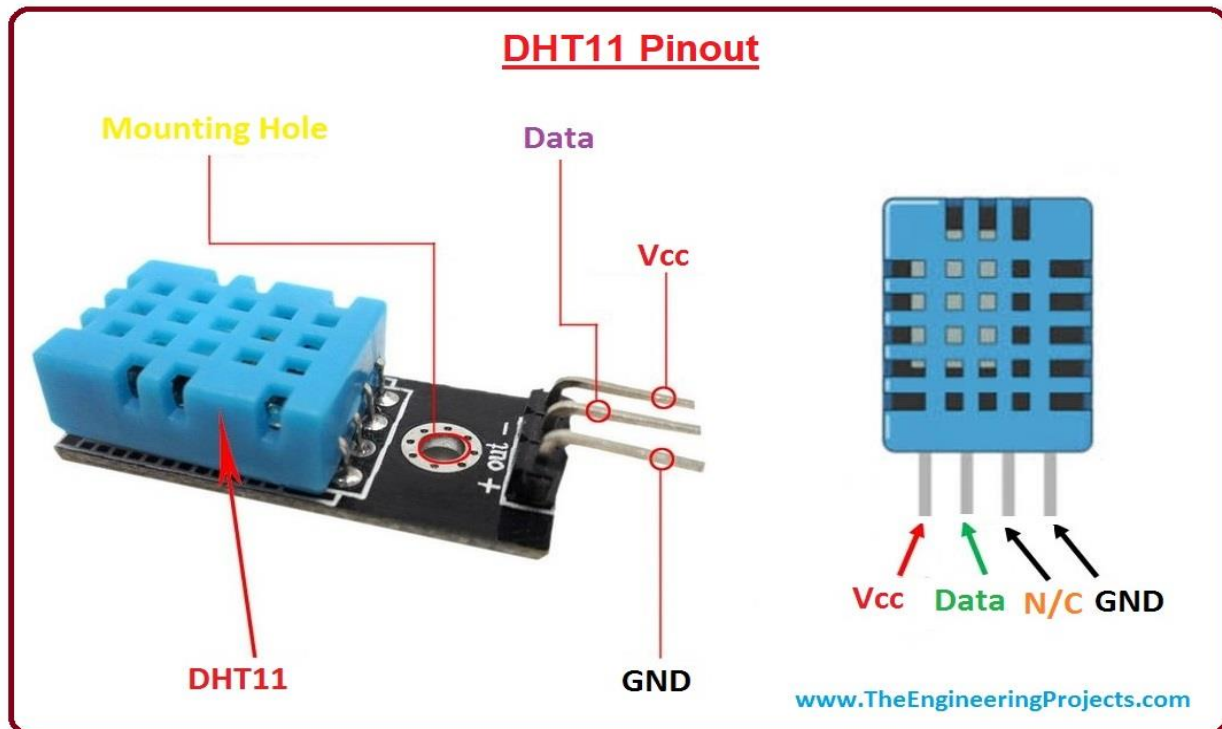 DHT11 Pinout
Mounting Hole
Data
Vcc
+ out -
DHT11
GND
Vcc Data N/C GND
www.TheEngineeringProjects.com